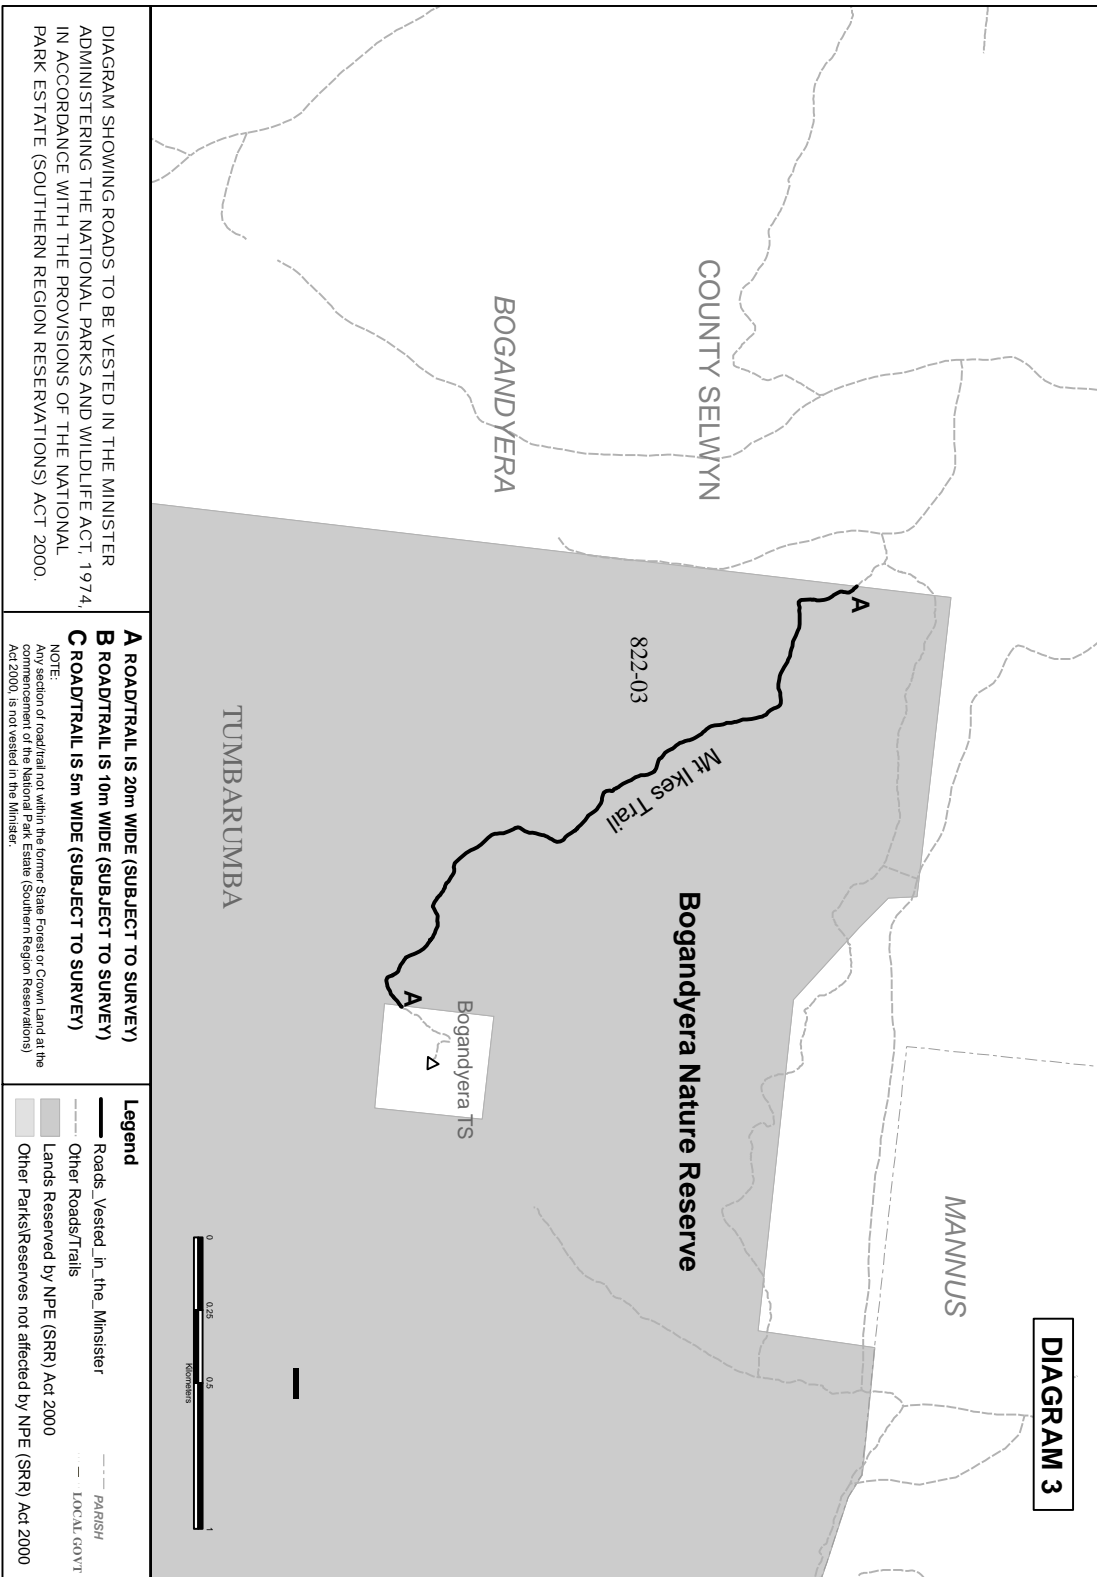 DIAGRAM 3
COUNTY SELWYN
BOGANDYERA
MANNUS
A
822-03
Mt Ikes Trail
Bogandyera Nature Reserve
A
Bogandyera TS
TUMBARUMBA
0
0.25
0.5
1
Kilometers
DIAGRAM SHOWING ROADS TO BE VESTED IN THE MINISTER
ADMINISTERING THE NATIONAL PARKS AND WILDLIFE ACT, 1974,
IN ACCORDANCE WITH THE PROVISIONS OF THE NATIONAL
PARK ESTATE (SOUTHERN REGION RESERVATIONS) ACT 2000.
A ROAD/TRAIL IS 20m WIDE (SUBJECT TO SURVEY)
B ROAD/TRAIL IS 10m WIDE (SUBJECT TO SURVEY)
C ROAD/TRAIL IS 5m WIDE (SUBJECT TO SURVEY)
NOTE:
Any section of road/trail not within the former State Forest or Crown Land at the
commencement of the National Park Estate (Southern Region Reservations)
Act 2000, is not vested in the Minister.
Legend
Roads_Vested_in_the_Minsister
Other Roads/Trails
Lands Reserved by NPE (SRR) Act 2000
Other Parks\Reserves not affected by NPE (SRR) Act 2000
PARISH
LOCAL GOVT